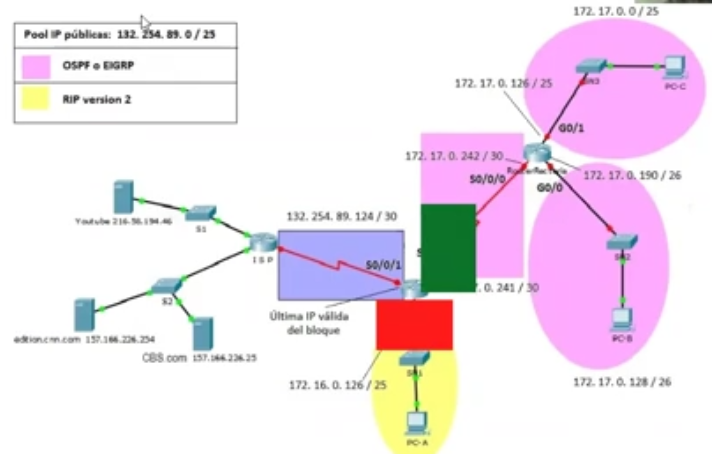 Pool IP públicas: 132. 254. 89. 0 / 25
OSPF o EIGRP
RIP version 2
172. 17. 0. 0 / 25
PC-C
172. 17. 0. 126 / 25
G0/1
172. 17. 0. 242 / 30
S0/0/0
G0/0
172. 17. 0. 190 / 26
Youtube 216.56.194.46
S1
132. 254. 89. 124 / 30
I S P
S0/0/1
S2
0. 241 / 30
Última IP válida
del bloque
edtion.cnn.com 157.166.226.254
CBS.com 157.166.226.25
PC-B
172. 16. 0. 126 / 25
172. 17. 0. 128 / 26
PC-A